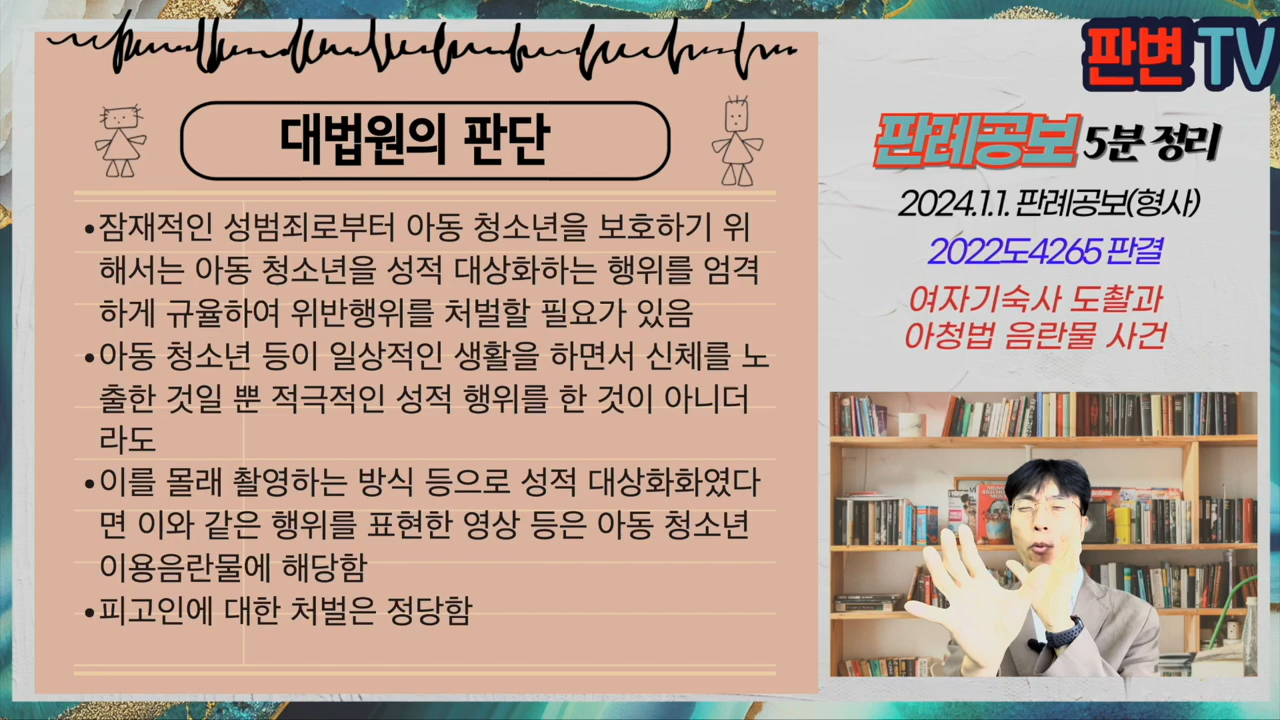 판변 TV
대법원의 판단
•잠재적인 성범죄로부터 아동 청소년을 보호하기 위
해서는 아동 청소년을 성적 대상화하는 행위를 엄격
하게 규율하여 위반행위를 처벌할 필요가 있음
•아동 청소년 등이 일상적인 생활을 하면서 신체를 노
출한 것일 뿐 적극적인 성적 행위를 한 것이 아니더
라도
•이를 몰래 촬영하는 방식 등으로 성적 대상화화였다
면 이와 같은 행위를 표현한 영상 등은 아동 청소년
이용음란물에 해당함
•피고인에 대한 처벌은 정당함
판례공보 5분 정리
2024.1.1. 판례공보(형사)
2022도4265 판결
여자기숙사 도촬과
아청법 음란물 사건